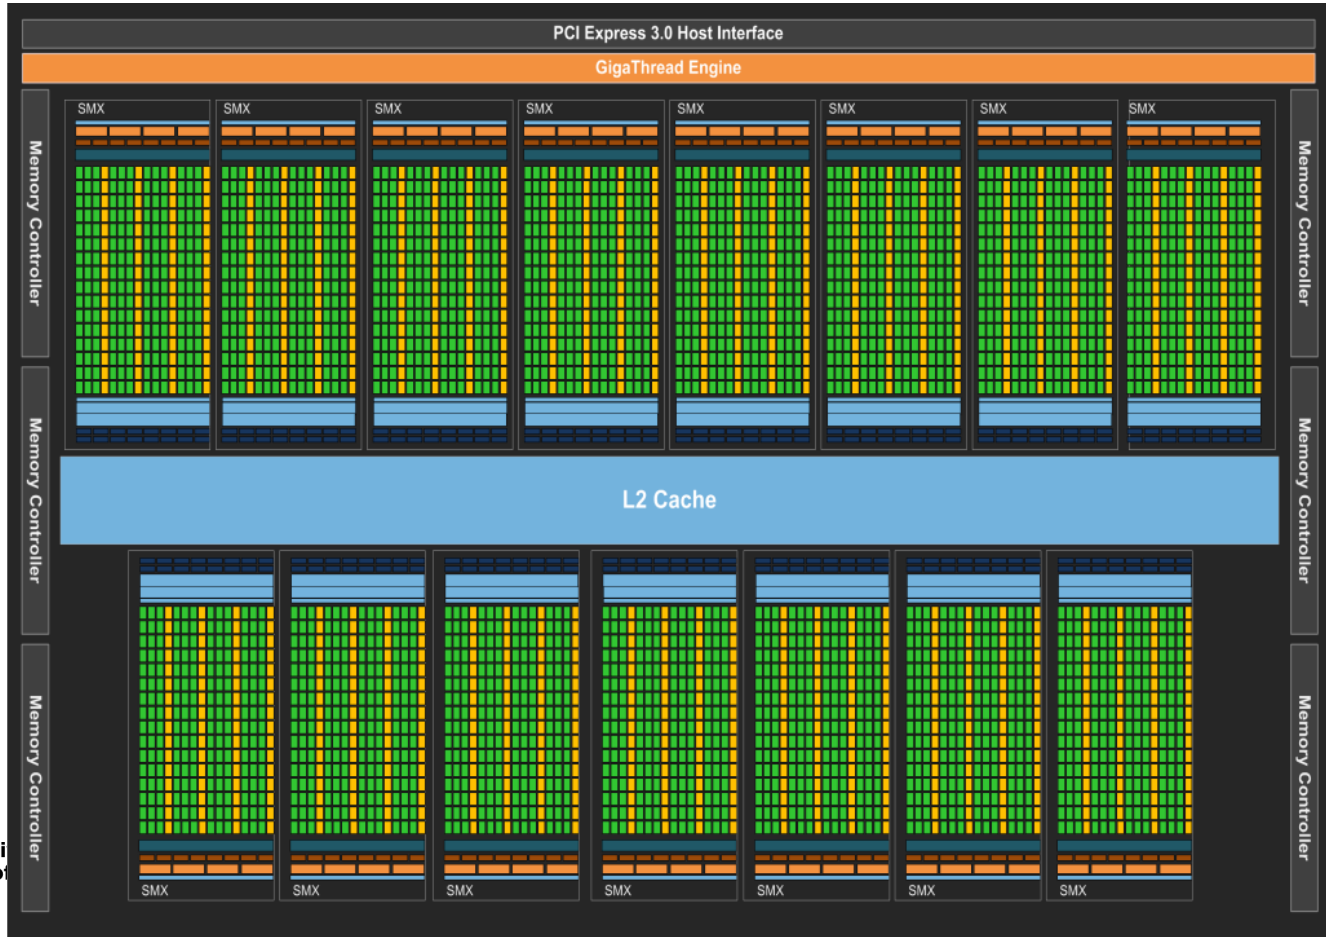 PCI Express 3.0 Host Interface
GigaThread Engine
SMX SMX SMX SMX SMX SMX SMX SMX
Memory Controller
Memory Controller
Memory Controller
Memory Controller
L2 Cache
Memory Controller
Memory Controller
SMX SMX SMX SMX SMX SMX SMX